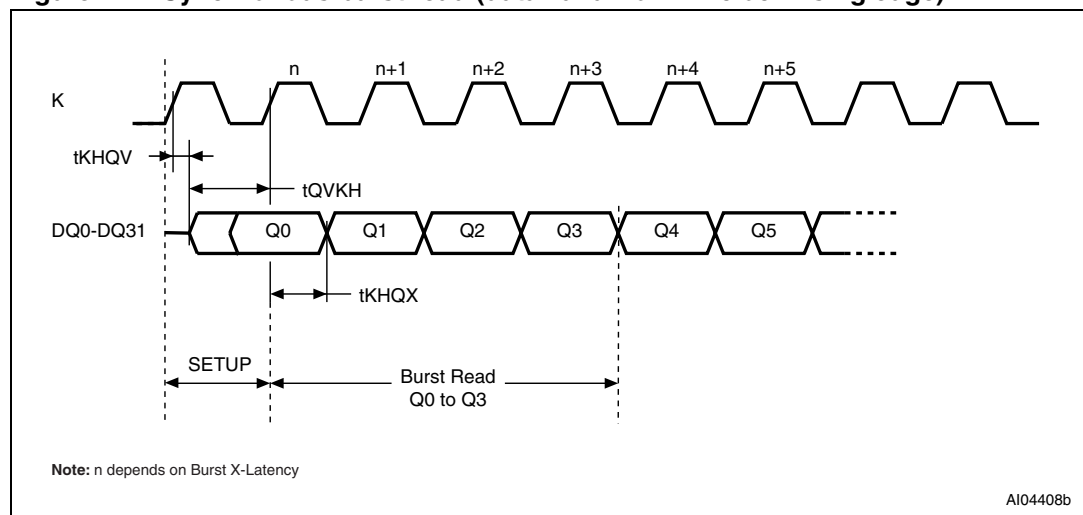 n n+1 n+2 n+3 n+4 n+5
K
tKHQV
tQVKH
DQ0-DQ31 Q0 Q1 Q2 Q3 Q4 Q5
tKHQX
SETUP
Burst Read
Q0 to Q3
Note: n depends on Burst X-Latency
AI04408b